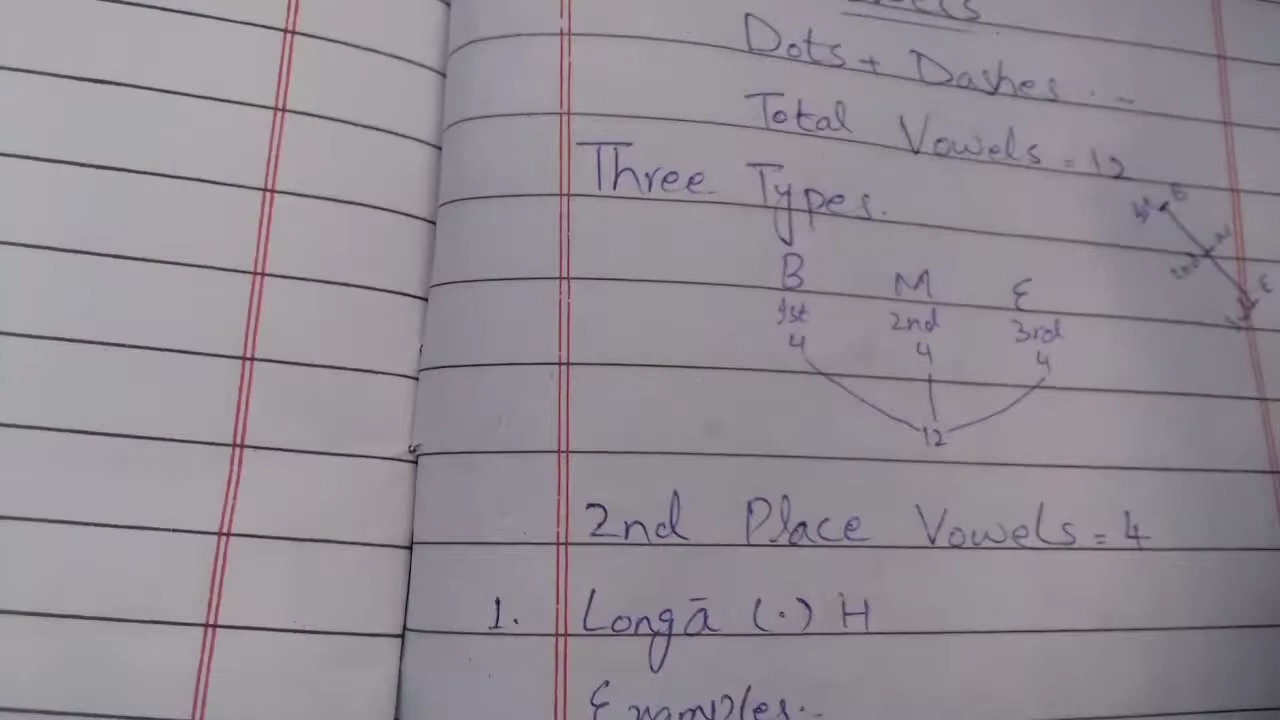 Dots + Dashes . . –
Total Vowels = 12
Three Types.
B M E
1st 2nd 3rd
4 4 4
12
2nd Place Vowels = 4
1. Long ā (.) H
Examples:-